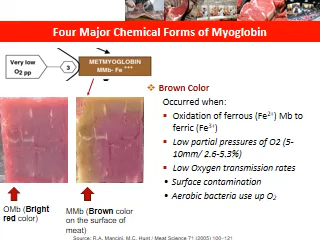 Four Major Chemical Forms of Myoglobin
Very low
O2 pp
3
METMYOGLOBIN
MMb- Fe +++
Brown Color
Occurred when:
Oxidation of ferrous (Fe2+) Mb to
ferric (Fe3+)
Low partial pressures of O2 (5-
10mm/ 2.6-5.3%)
Low Oxygen transmission rates
• Surface contamination
• Aerobic bacteria use up O2
OMb (Bright
red color)
MMb (Brown color
on the surface of
meat)
Source: R.A. Mancini, M.C. Hunt / Meat Science 71 (2005) 100–121